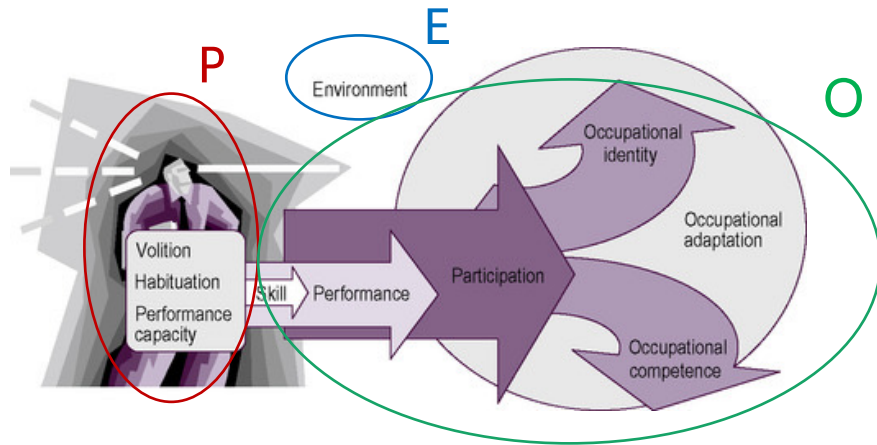 P
E
O
Environment
Volition
Habituation
Performance
capacity
Skill
Performance
Participation
Occupational
identity
Occupational
adaptation
Occupational
competence